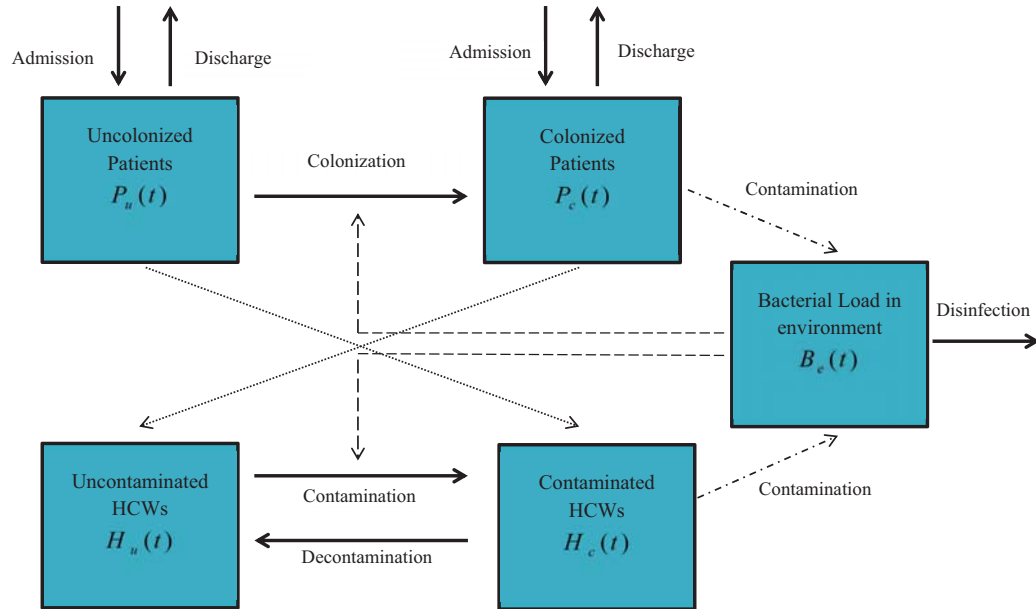 Admission
Discharge
Admission
Discharge
Uncolonized
Patients
P_u(t)
Colonization
Colonized
Patients
P_c(t)
Contamination
Bacterial Load in
environment
B_e(t)
Disinfection
Uncontaminated
HCWs
H_u(t)
Contamination
Decontamination
Contaminated
HCWs
H_c(t)
Contamination